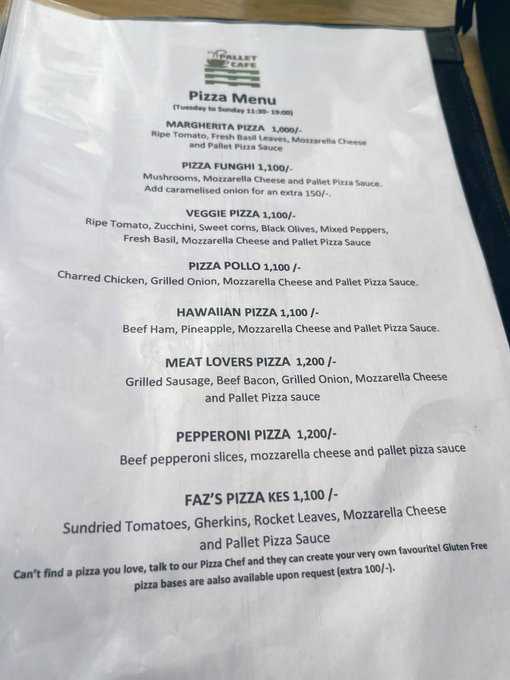 PALLET
CAFE
Pizza Menu
(Tuesday to Sunday 11:30- 19:00)
MARGHERITA PIZZA 1,000/-
Ripe Tomato, Fresh Basil Leaves, Mozzarella Cheese
and Pallet Pizza Sauce
PIZZA FUNGHI 1,100/-
Mushrooms, Mozzarella Cheese and Pallet Pizza Sauce.
Add caramelised onion for an extra 150/-.
VEGGIE PIZZA 1,100/-
Ripe Tomato, Zucchini, Sweet corns, Black Olives, Mixed Peppers,
Fresh Basil, Mozzarella Cheese and Pallet Pizza Sauce
PIZZA POLLO 1,100 /-
Charred Chicken, Grilled Onion, Mozzarella Cheese and Pallet Pizza Sauce.
HAWAIIAN PIZZA 1,100 /-
Beef Ham, Pineapple, Mozzarella Cheese and Pallet Pizza Sauce.
MEAT LOVERS PIZZA 1,200 /-
Grilled Sausage, Beef Bacon, Grilled Onion, Mozzarella Cheese
and Pallet Pizza sauce
PEPPERONI PIZZA 1,200/-
Beef pepperoni slices, mozzarella cheese and pallet pizza sauce
FAZ'S PIZZA KES 1,100 /-
Sundried Tomatoes, Gherkins, Rocket Leaves, Mozzarella Cheese
and Pallet Pizza Sauce
Can't find a pizza you love, talk to our Pizza Chef and they can create your very own favourite! Gluten Free
pizza bases are aalso available upon request (extra 100/-).